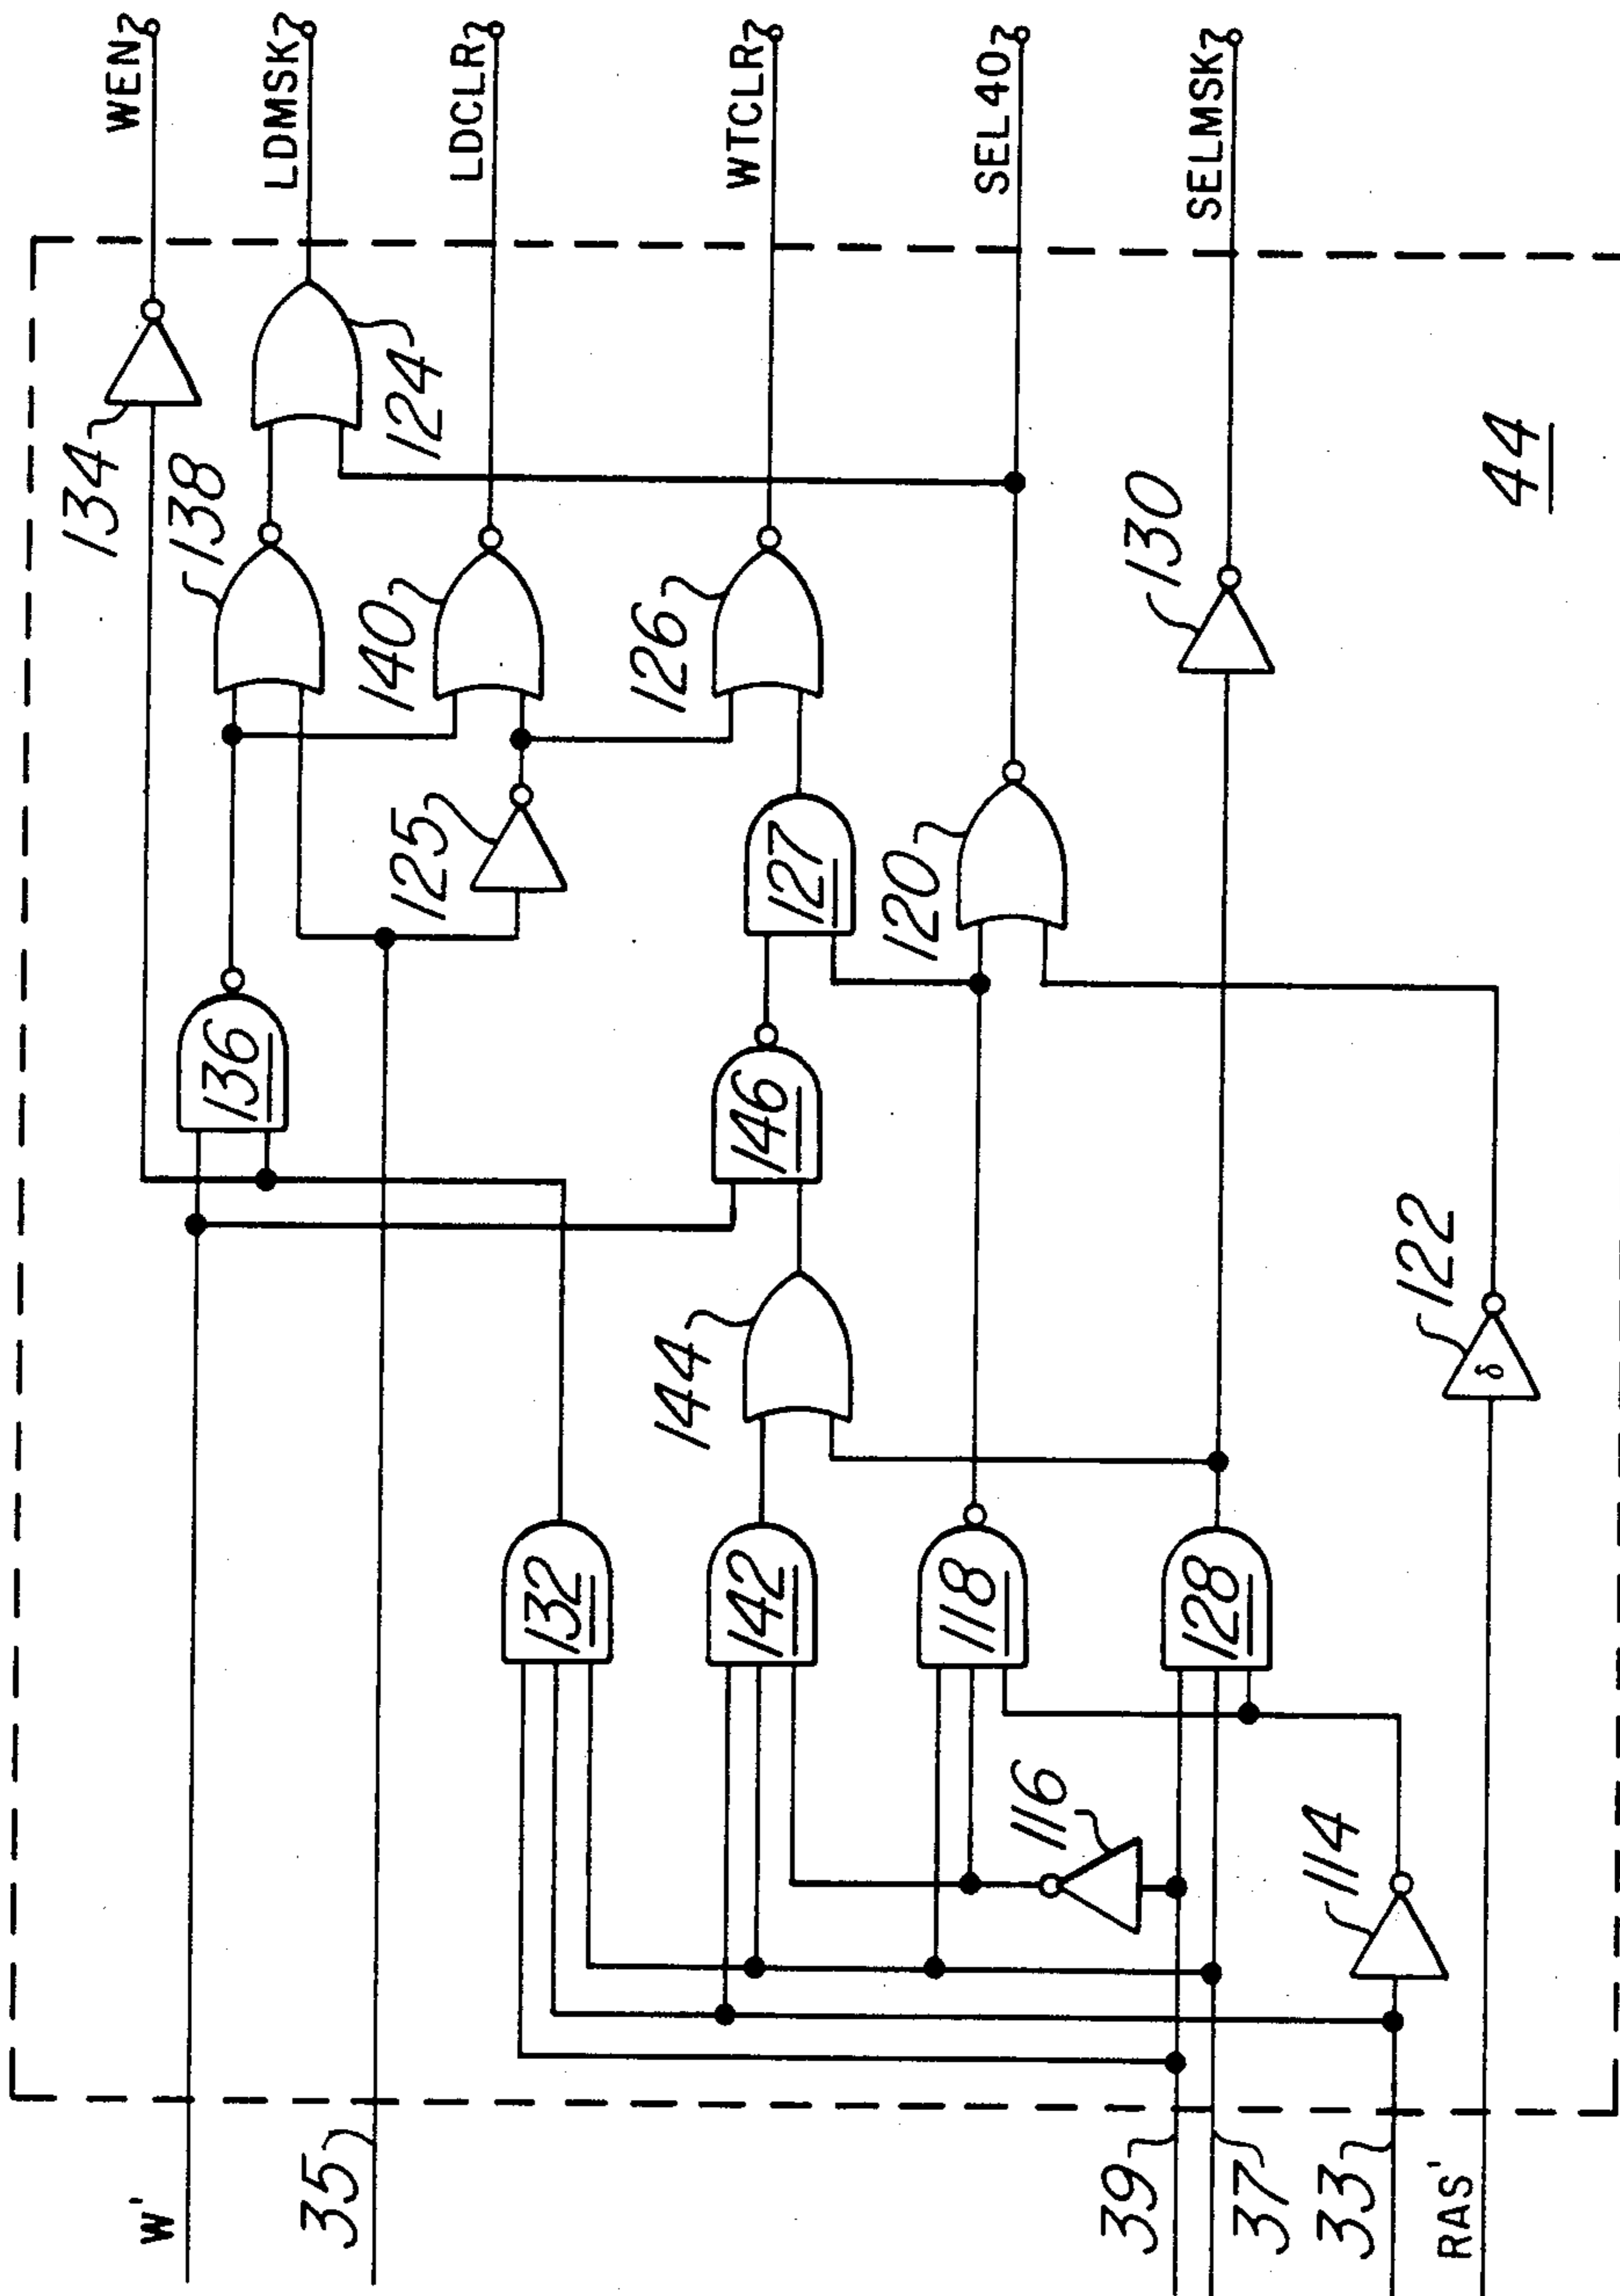 WEN
LDMSK
LDCLR
WTCLR
SEL40
SELMSK
134
138
124
140
126
130
44
125
127
120
136
146
144
122
δ
132
142
118
128
116
114
W'
35
39
37
33
RAS'